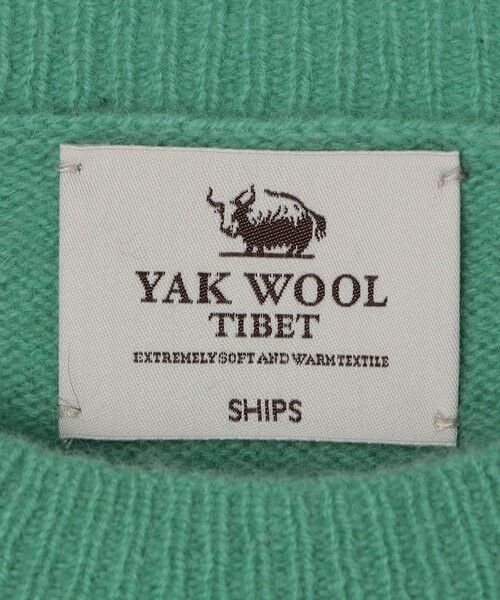 YAK WOOL
TIBET
EXTREMELY SOFT AND WARM TEXTILE
SHIPS